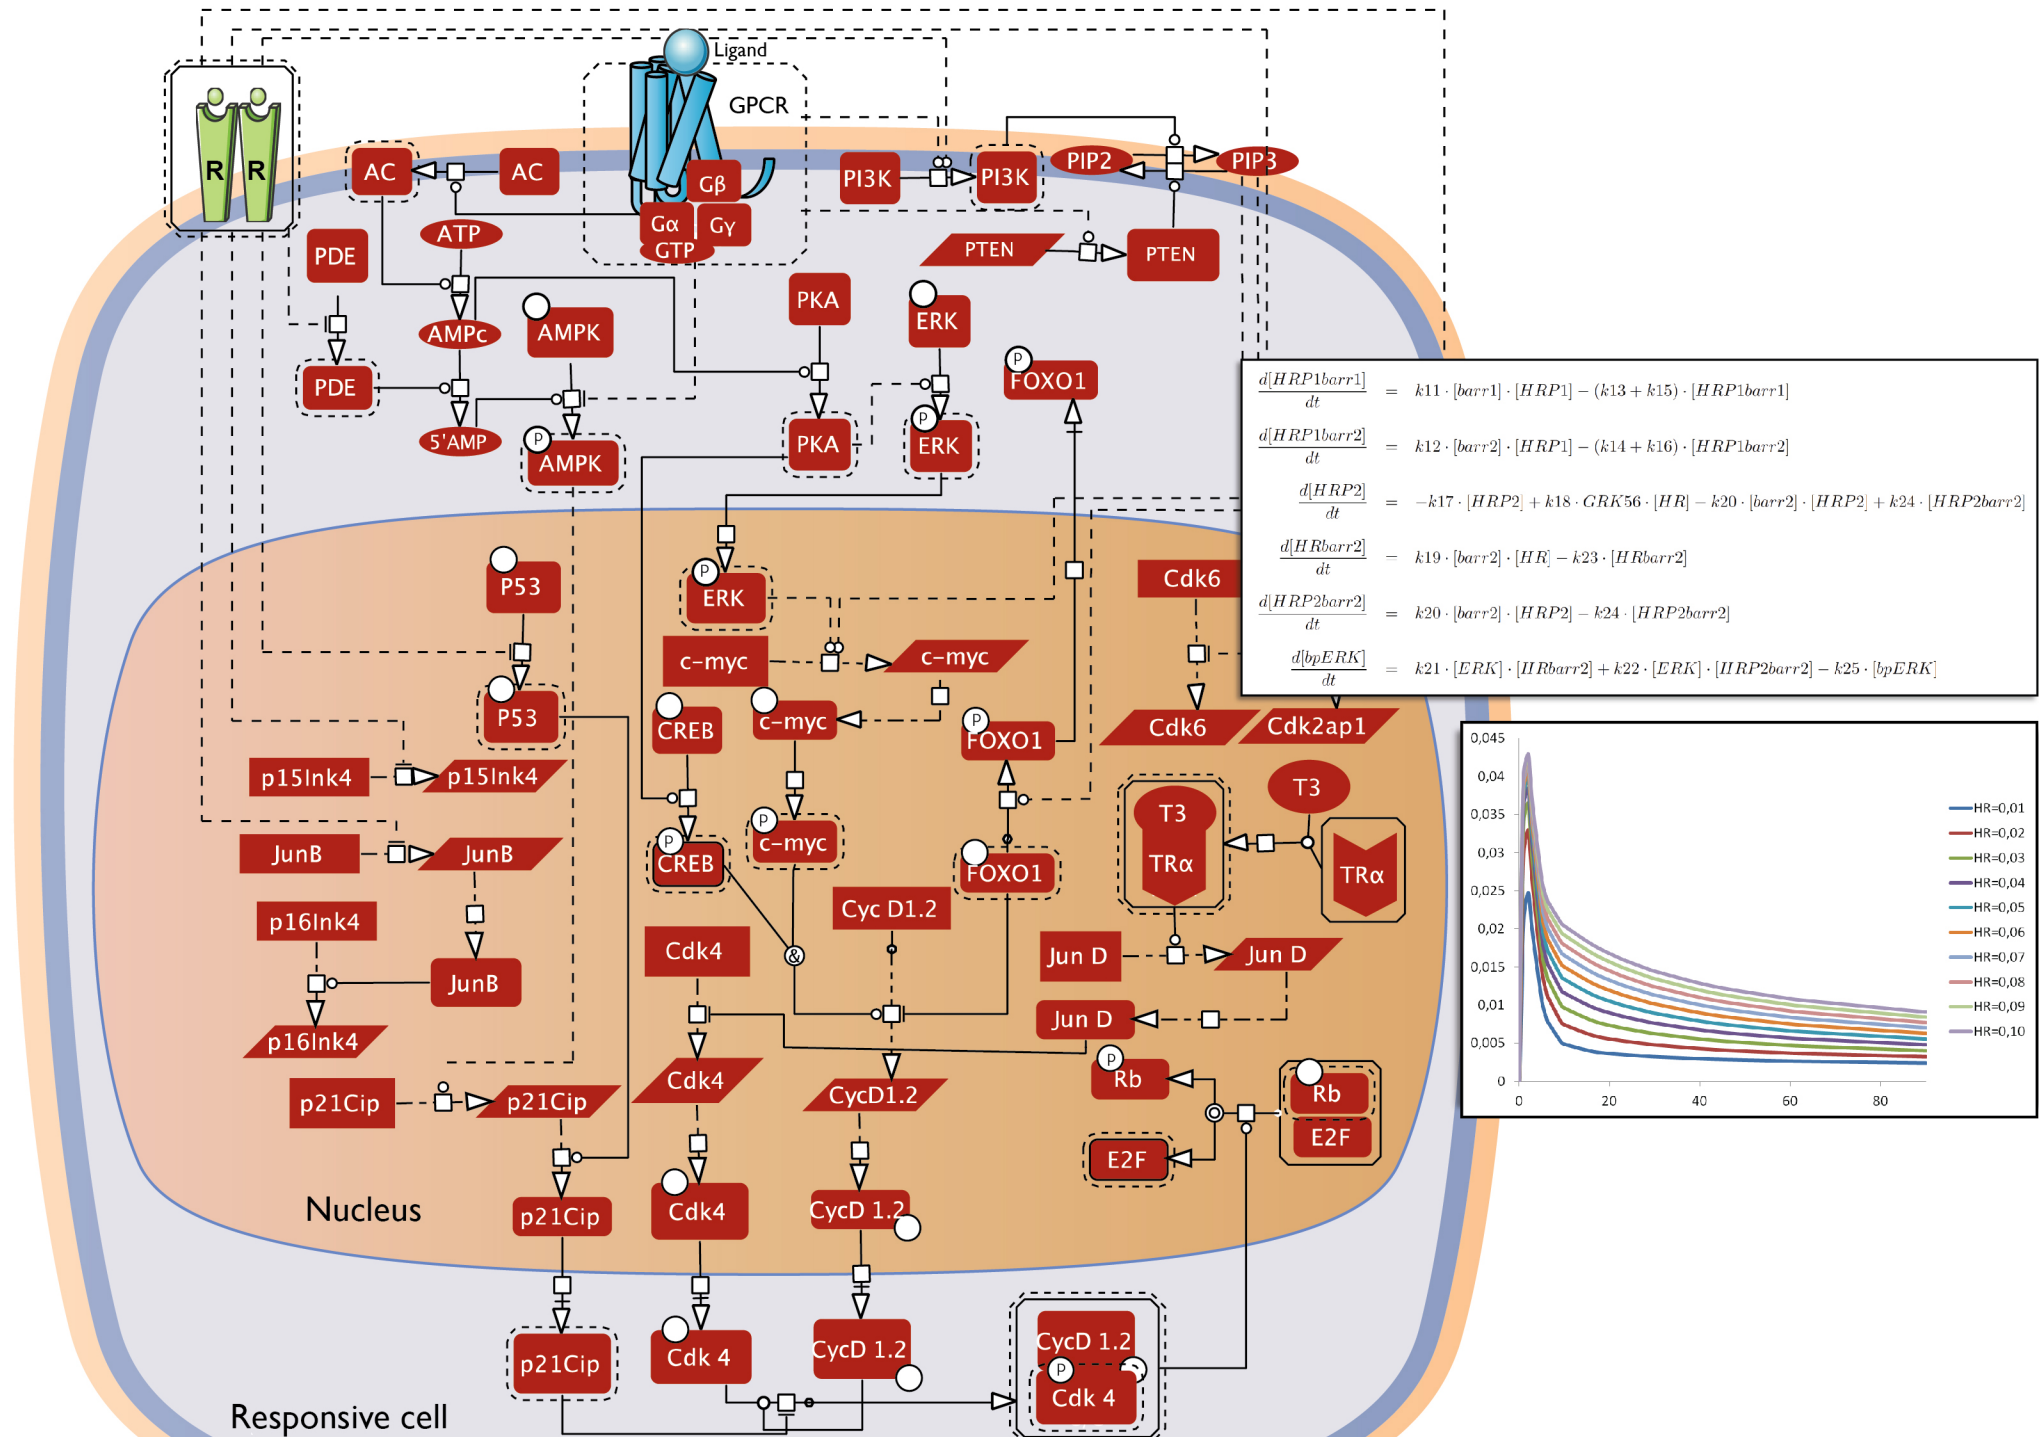 Ligand
GPCR
R R
AC AC
Gβ
Gα Gγ
GTP
PI3K PI3K
PIP2 PIP3
PDE
ATP
PTEN PTEN
AMPc
AMPK
PKA
ERK
P
FOXO1
PDE
5'AMP
P
AMPK
PKA
P
ERK
d[HRP1barr1]/dt = k11 · [barr1] · [HRP1] − (k13 + k15) · [HRP1barr1]
d[HRP1barr2]/dt = k12 · [barr2] · [HRP1] − (k14 + k16) · [HRP1barr2]
d[HRP2]/dt = −k17 · [HRP2] + k18 · GRK56 · [HR] − k20 · [barr2] · [HRP2] + k24 · [HRP2barr2]
d[HRbarr2]/dt = k19 · [barr2] · [HR] − k23 · [HRbarr2]
d[HRP2barr2]/dt = k20 · [barr2] · [HRP2] − k24 · [HRP2barr2]
d[bpERK]/dt = k21 · [ERK] · [HRbarr2] + k22 · [ERK] · [HRP2barr2] − k25 · [bpERK]
P53
P
ERK
Cdk6
c-myc c-myc
P53
CREB
c-myc
P
FOXO1
Cdk6 Cdk2ap1
p15Ink4 p15Ink4
T3
T3
TRα
TRα
JunB JunB
P
CREB
P
c-myc
FOXO1
p16Ink4
Cyc D1.2
Cdk4
Jun D Jun D
&
JunB
p16Ink4
Jun D
p21Cip p21Cip
Cdk4
CycD1.2
P
Rb
Rb
E2F
E2F
Nucleus
p21Cip
Cdk4
CycD 1.2
p21Cip
Cdk 4
CycD 1.2
CycD 1.2
P
Cdk 4
Responsive cell
0,045
0,04
0,035
0,03
0,025
0,02
0,015
0,01
0,005
0
0 20 40 60 80
HR=0,01
HR=0,02
HR=0,03
HR=0,04
HR=0,05
HR=0,06
HR=0,07
HR=0,08
HR=0,09
HR=0,10